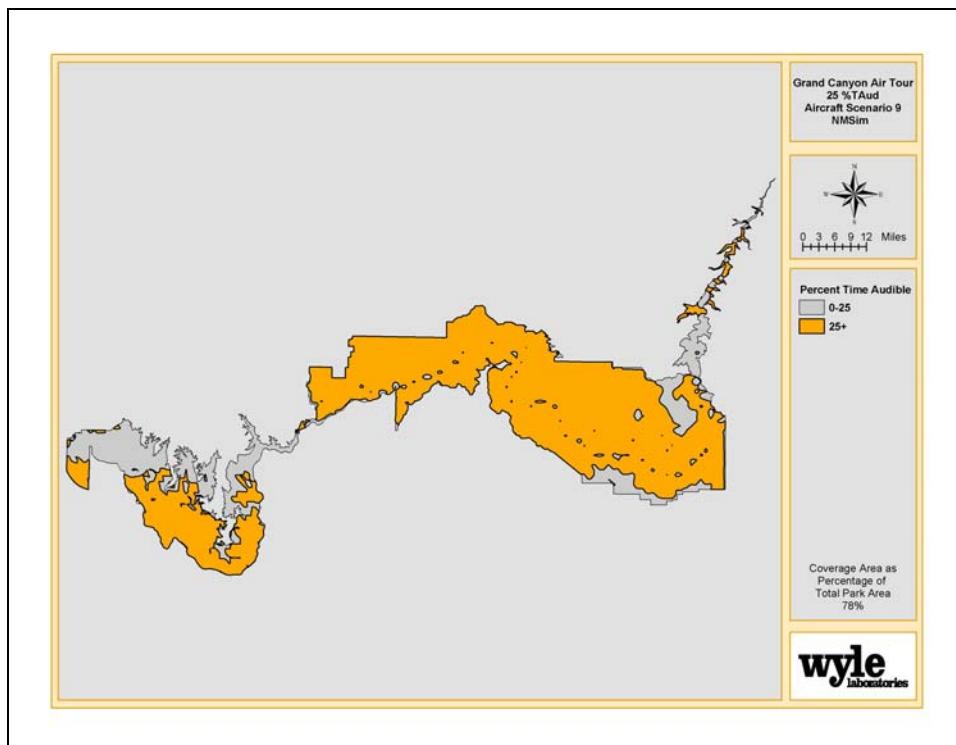 Grand Canyon Air Tour
25 %TAud
Aircraft Scenario 9
NMSim
N
W E
S
0 3 6 9 12 Miles
Percent Time Audible
0-25
25+
Coverage Area as
Percentage of
Total Park Area
78%
wyle
laboratories